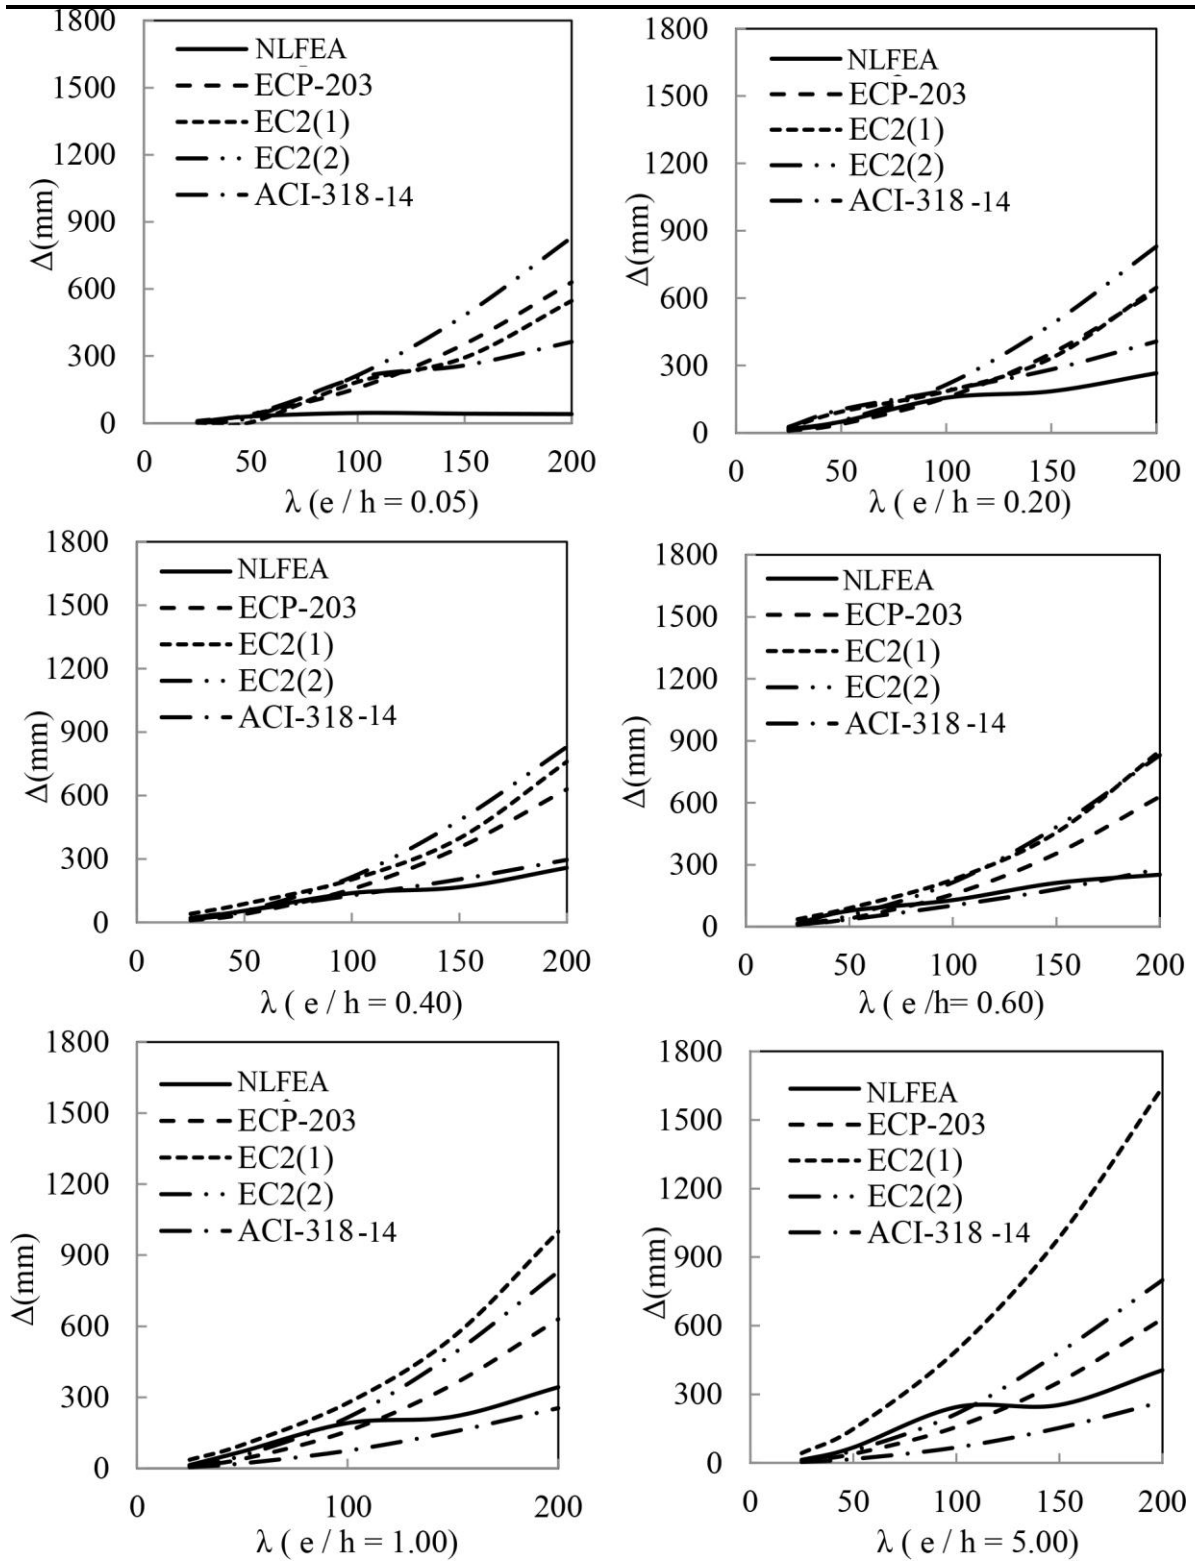 1800
1500
1200
900
600
300
0
Δ(mm)
NLFEA
ECP-203
EC2(1)
EC2(2)
ACI-318 -14
0 50 100 150 200
λ (e / h = 0.05)
1800
1500
1200
900
600
300
0
Δ(mm)
NLFEA
ECP-203
EC2(1)
EC2(2)
ACI-318 -14
0 50 100 150 200
λ ( e / h = 0.20)
1800
1500
1200
900
600
300
0
Δ(mm)
NLFEA
ECP-203
EC2(1)
EC2(2)
ACI-318 -14
0 50 100 150 200
λ ( e / h = 0.40)
1800
1500
1200
900
600
300
0
Δ(mm)
NLFEA
ECP-203
EC2(1)
EC2(2)
ACI-318 -14
0 50 100 150 200
λ ( e /h= 0.60)
1800
1500
1200
900
600
300
0
Δ(mm)
NLFEA
ECP-203
EC2(1)
EC2(2)
ACI-318 -14
0 100 200
λ ( e / h = 1.00)
1800
1500
1200
900
600
300
0
Δ(mm)
NLFEA
ECP-203
EC2(1)
EC2(2)
ACI-318 -14
0 50 100 150 200
λ ( e / h = 5.00)